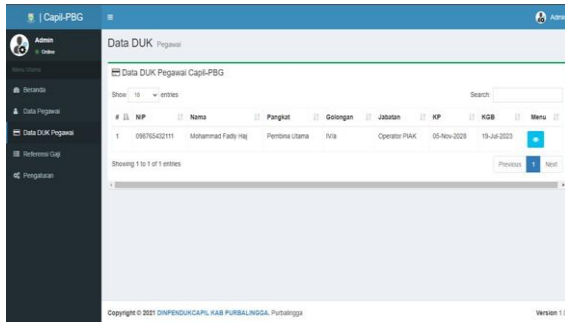 | Capil-PBG
Admin
Admin
Online
Data DUK Pegawai
Menu Utama
Beranda
Data Pegawai
Data DUK Pegawai
Referensi Gaji
Pengaturan
Data DUK Pegawai Capil-PBG
Show 10 entries
Search:
# NIP Nama Pangkat Golongan Jabatan KP KGB Menu
1 098765432111 Mohammad Fadly Haj Pembina Utama IV/a Operator PIAK 05-Nov-2028 19-Jul-2023
Showing 1 to 1 of 1 entries
Previous 1 Next
Copyright © 2021 DINPENDUKCAPIL KAB PURBALINGGA, Purbalingga
Version